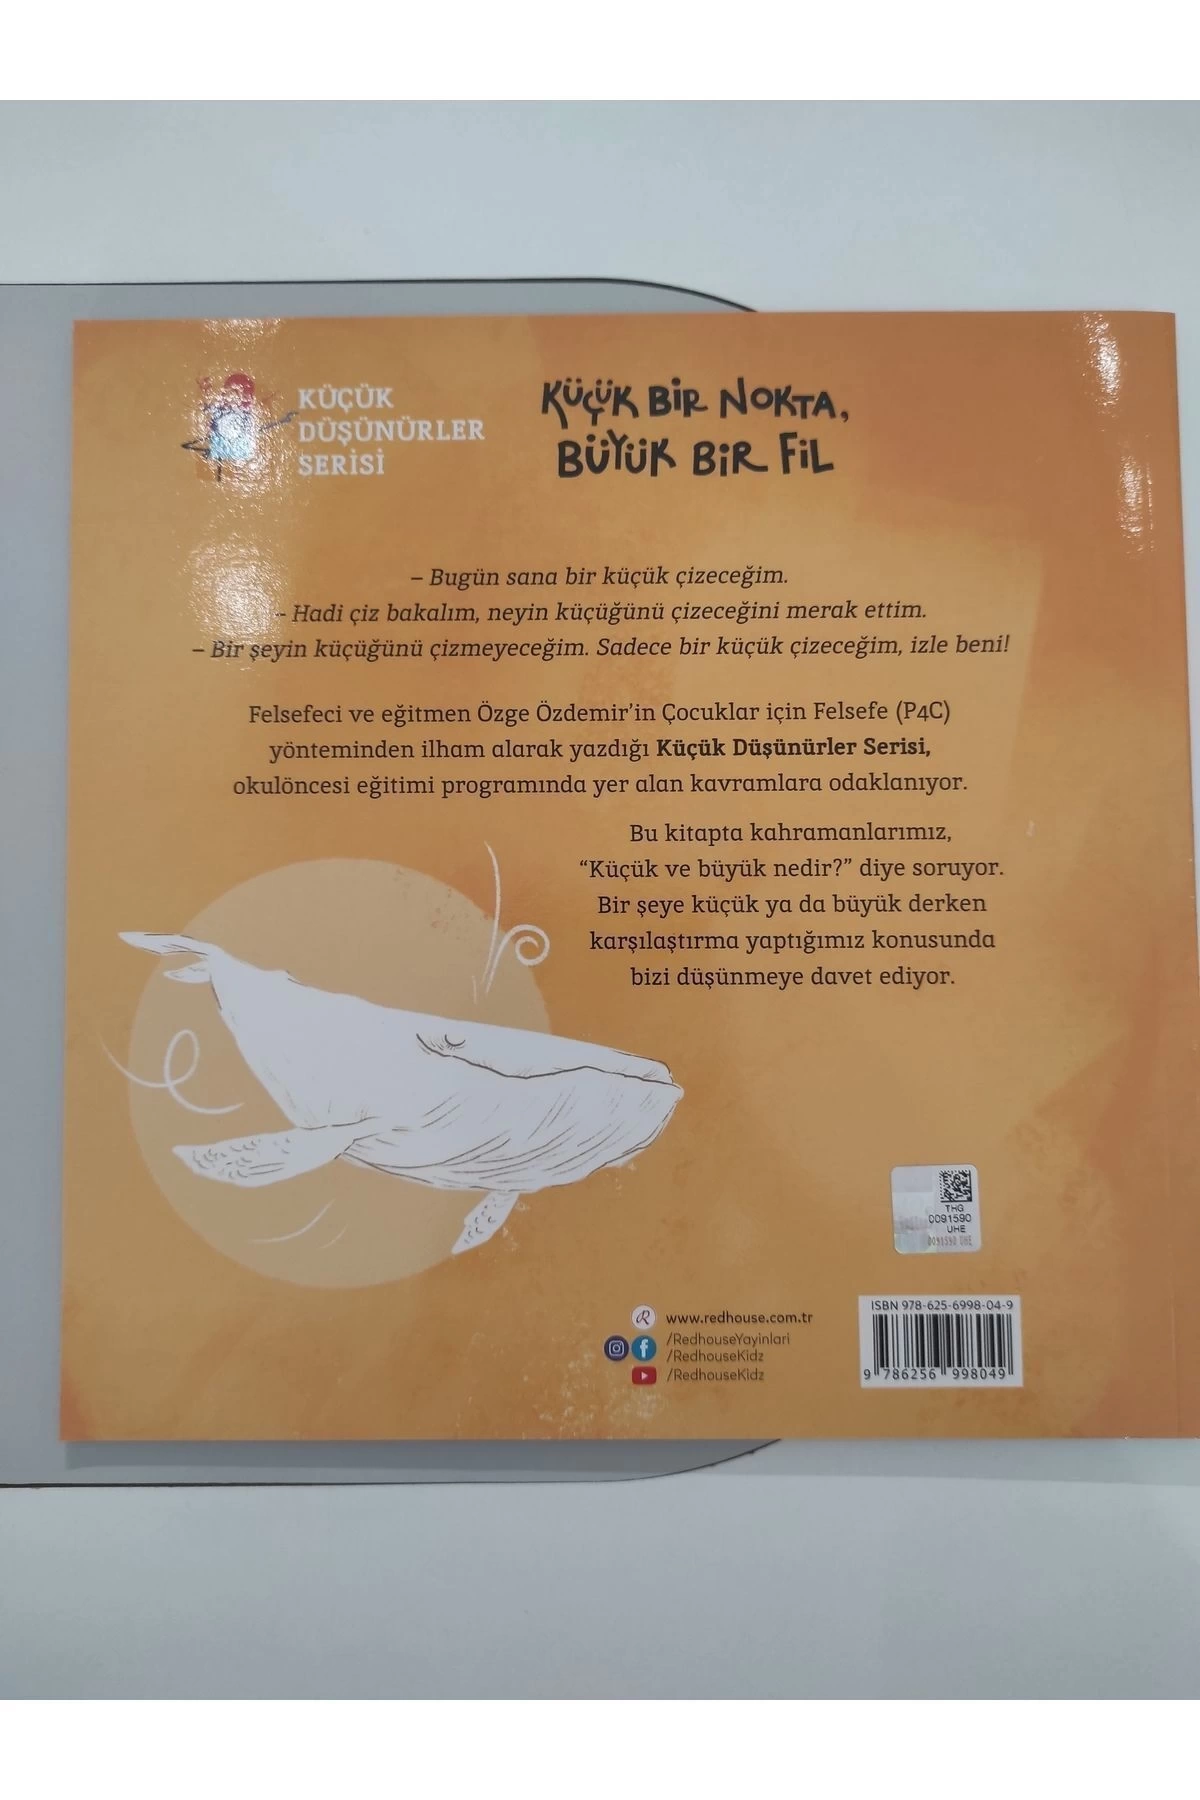 KÜÇÜK
DÜŞÜNÜRLER
SERİSİ
KÜÇÜK BİR NOKTA,
BÜYÜK BİR FİL
– Bugün sana bir küçük çizeceğim.
– Hadi çiz bakalım, neyin küçüğünü çizeceğini merak ettim.
– Bir şeyin küçüğünü çizmeyeceğim. Sadece bir küçük çizeceğim, izle beni!
Felsefeci ve eğitmen Özge Özdemir'in Çocuklar için Felsefe (P4C)
yönteminden ilham alarak yazdığı Küçük Düşünürler Serisi,
okulöncesi eğitimi programında yer alan kavramlara odaklanıyor.
Bu kitapta kahramanlarımız,
“Küçük ve büyük nedir?” diye soruyor.
Bir şeye küçük ya da büyük derken
karşılaştırma yaptığımız konusunda
bizi düşünmeye davet ediyor.
THG
0091590
UHE
0091590 UHE
R www.redhouse.com.tr
/RedhouseYayinlari
/RedhouseKidz
/RedhouseKidz
ISBN 978-625-6998-04-9
9 786256 998049